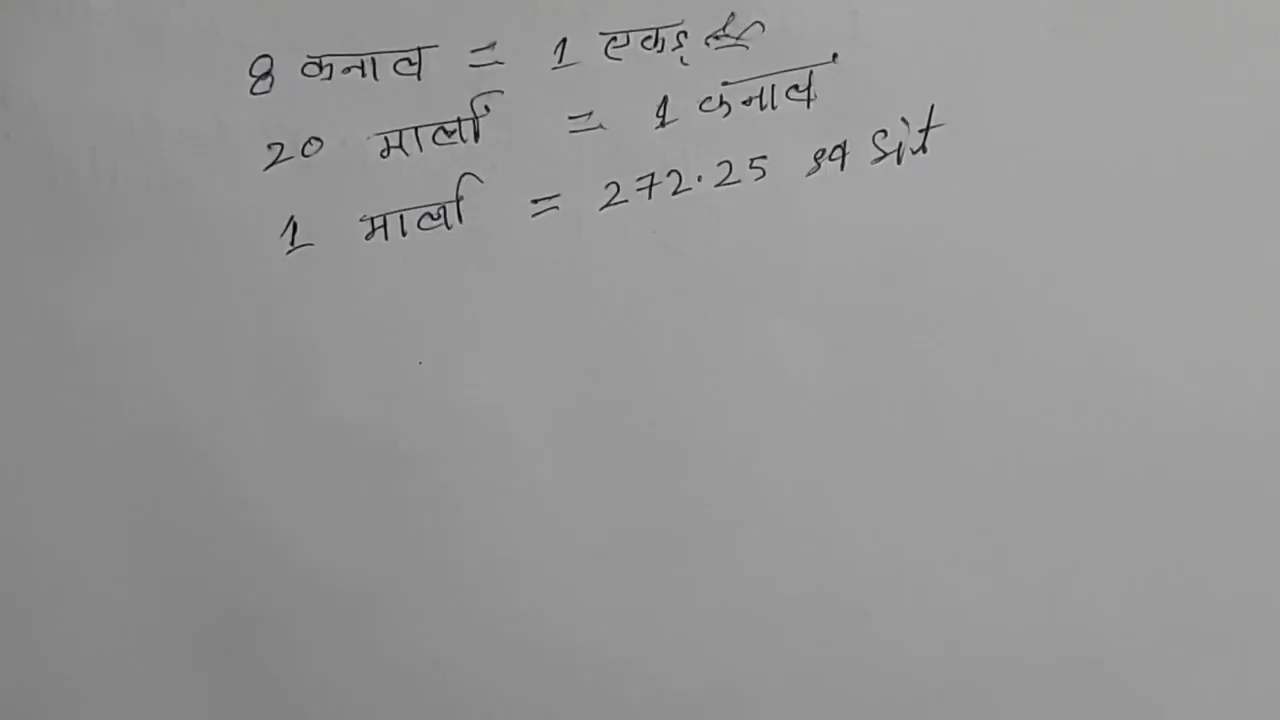 8 कनाल = 1 एकड़
20 मार्ला = 1 कनाल
1 मार्ला = 272.25 sq